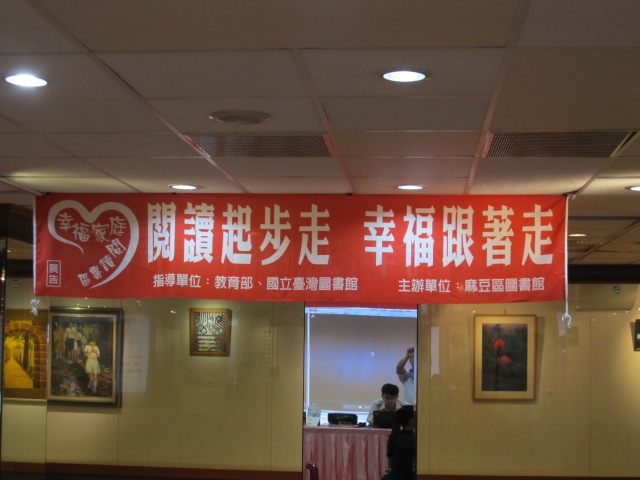 幸福家庭
閱讀起步走 幸福跟著走
廣告
指導單位：教育部、國立臺灣圖書館 主辦單位：麻豆區圖書館